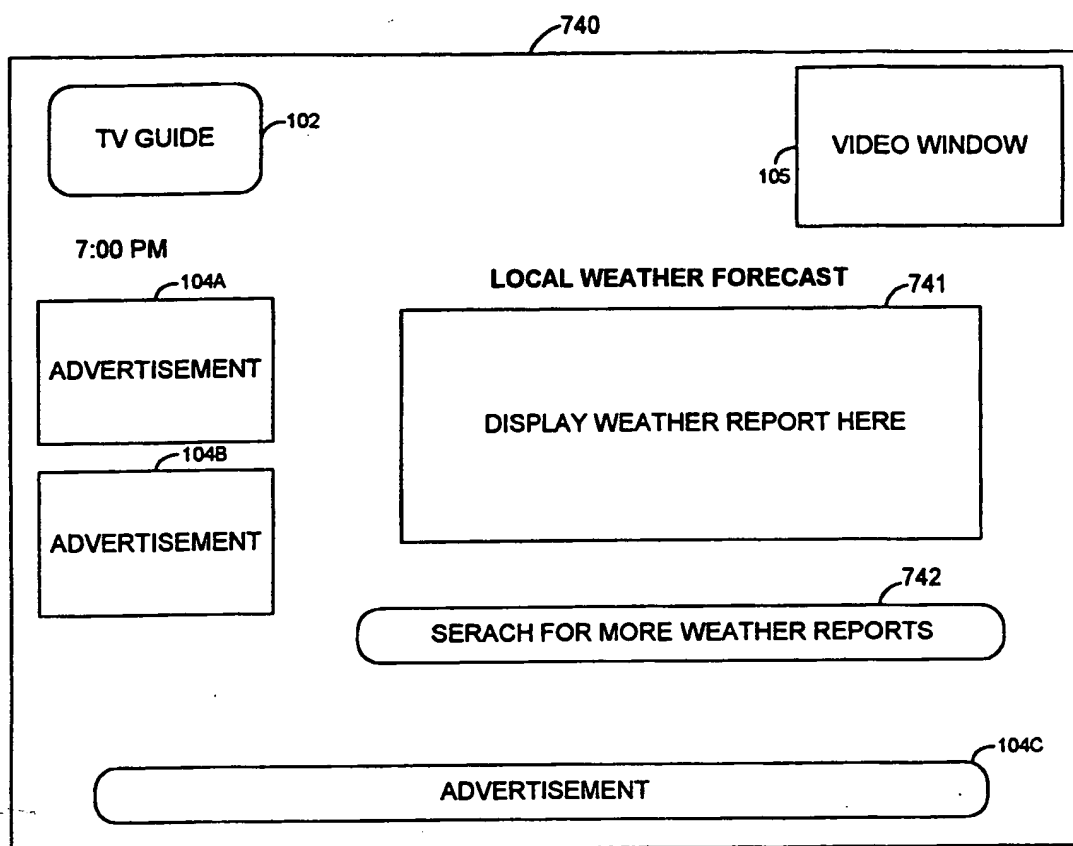 740
TV GUIDE
102
VIDEO WINDOW
105
7:00 PM
104A
ADVERTISEMENT
LOCAL WEATHER FORECAST
741
DISPLAY WEATHER REPORT HERE
104B
ADVERTISEMENT
742
SERACH FOR MORE WEATHER REPORTS
104C
ADVERTISEMENT